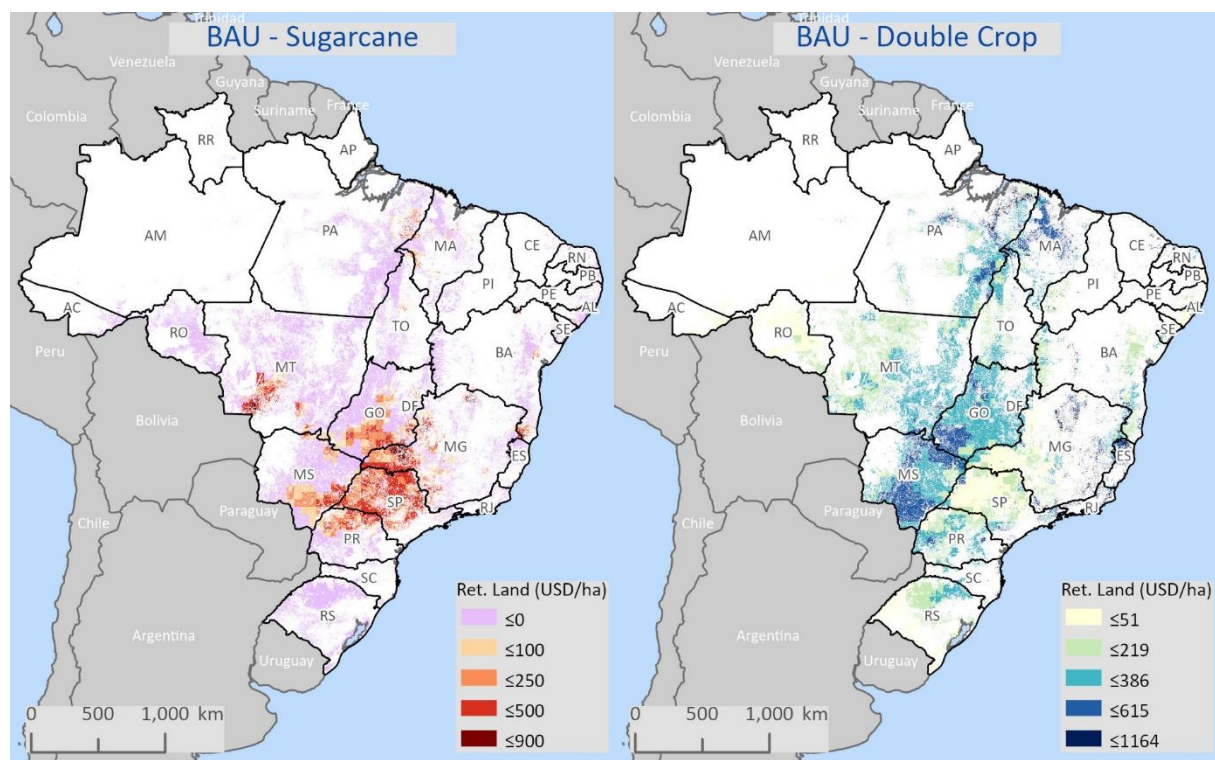 BAU - Sugarcane
Trinidad
Venezuela
Guyana
Suriname
France
Colombia
RR
AP
AM
PA
MA
CE
RN
PB
PE
AL
SE
PI
AC
RO
TO
BA
MT
Peru
Bolivia
GO
DF
MG
ES
MS
SP
RJ
Paraguay
Chile
PR
SC
RS
Argentina
Uruguay
Ret. Land (USD/ha)
≤0
≤100
≤250
≤500
≤900
0 500 1,000 km
BAU - Double Crop
Trinidad
Venezuela
Guyana
Suriname
France
Colombia
RR
AP
AM
PA
MA
CE
RN
PB
PE
AL
SE
PI
AC
RO
TO
BA
MT
Peru
Bolivia
GO
DF
MG
ES
MS
SP
RJ
Paraguay
Chile
PR
SC
RS
Argentina
Uruguay
Ret. Land (USD/ha)
≤51
≤219
≤386
≤615
≤1164
0 500 1,000 km